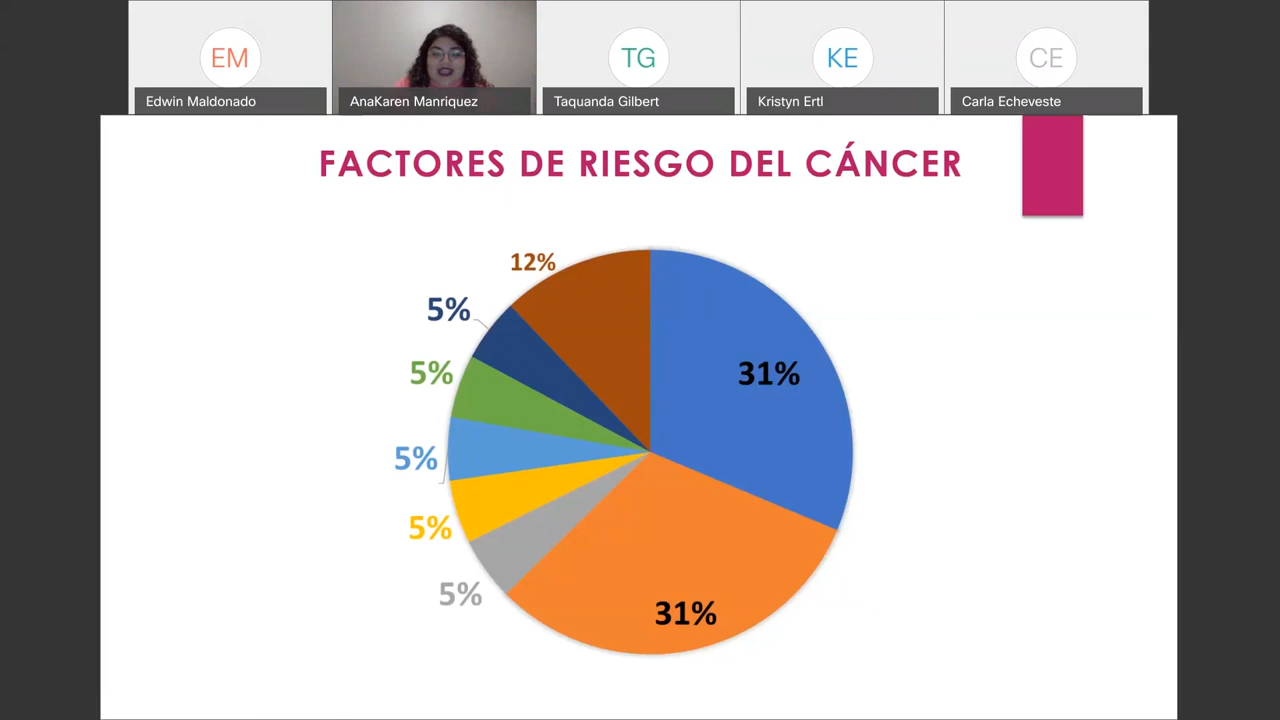 EM
TG
KE
CE
Edwin Maldonado
AnaKaren Manriquez
Taquanda Gilbert
Kristyn Ertl
Carla Echeveste
FACTORES DE RIESGO DEL CÁNCER
12%
5%
5%
31%
5%
5%
5%
31%